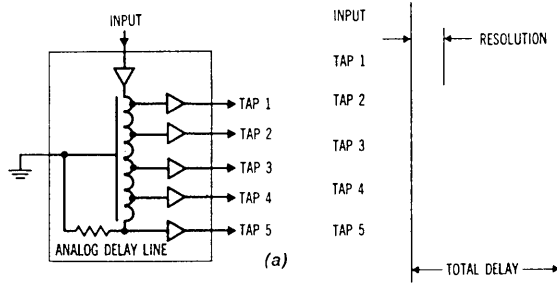 INPUT
TAP 1
TAP 2
TAP 3
TAP 4
TAP 5
ANALOG DELAY LINE
(a)
INPUT
RESOLUTION
TAP 1
TAP 2
TAP 3
TAP 4
TAP 5
TOTAL DELAY